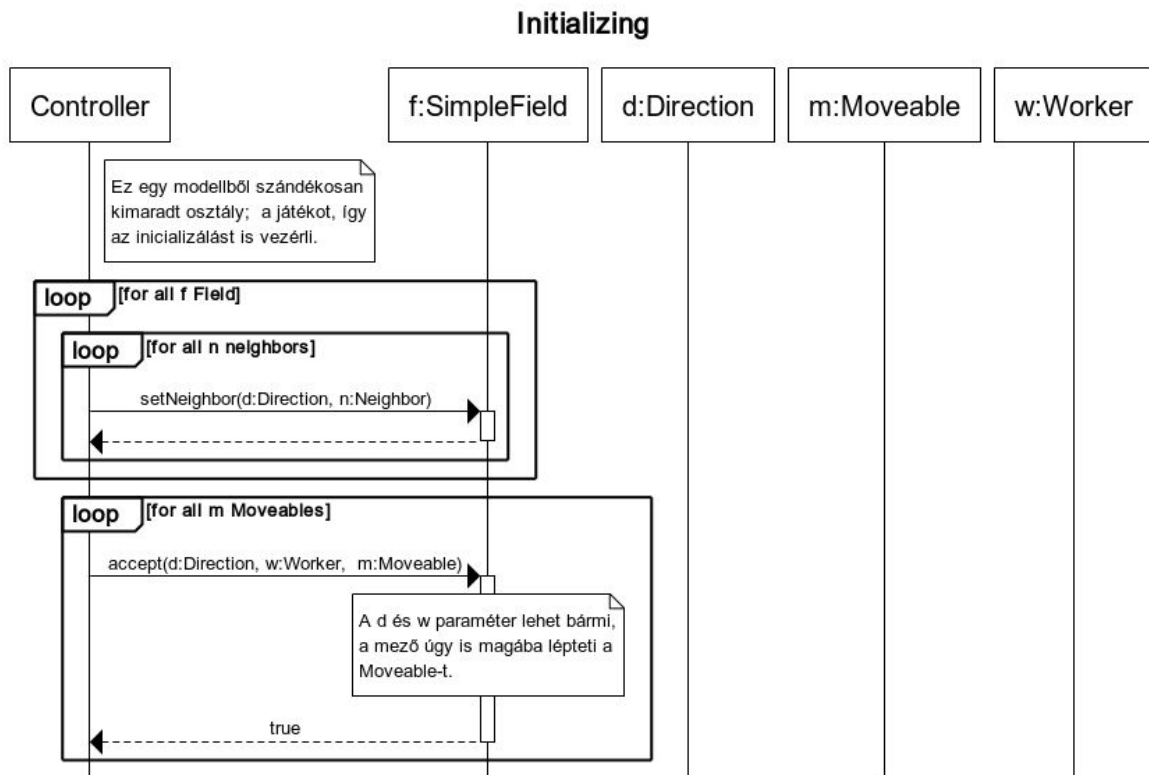 Initializing
Controller
f:SimpleField
d:Direction
m:Moveable
w:Worker
Ez egy modellből szándékosan
kimaradt osztály;  a játékot, így
az inicializálást is vezérli.
loop
[for all f Field]
loop
[for all n neighbors]
setNeighbor(d:Direction, n:Neighbor)
loop
[for all m Moveables]
accept(d:Direction, w:Worker,  m:Moveable)
A d és w paraméter lehet bármi,
a mező úgy is magába lépteti a
Moveable-t.
true